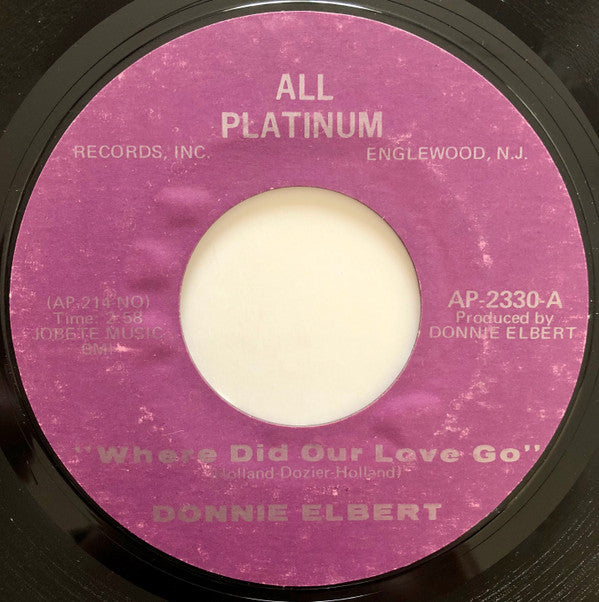 ALL
PLATINUM
RECORDS, INC. ENGLEWOOD, N.J.
(AP-214-NO)
Time: 2:58
JOBETE MUSIC
BMI
AP-2330-A
Produced by
DONNIE ELBERT
"Where Did Our Love Go"
(Holland-Dozier-Holland)
DONNIE ELBERT